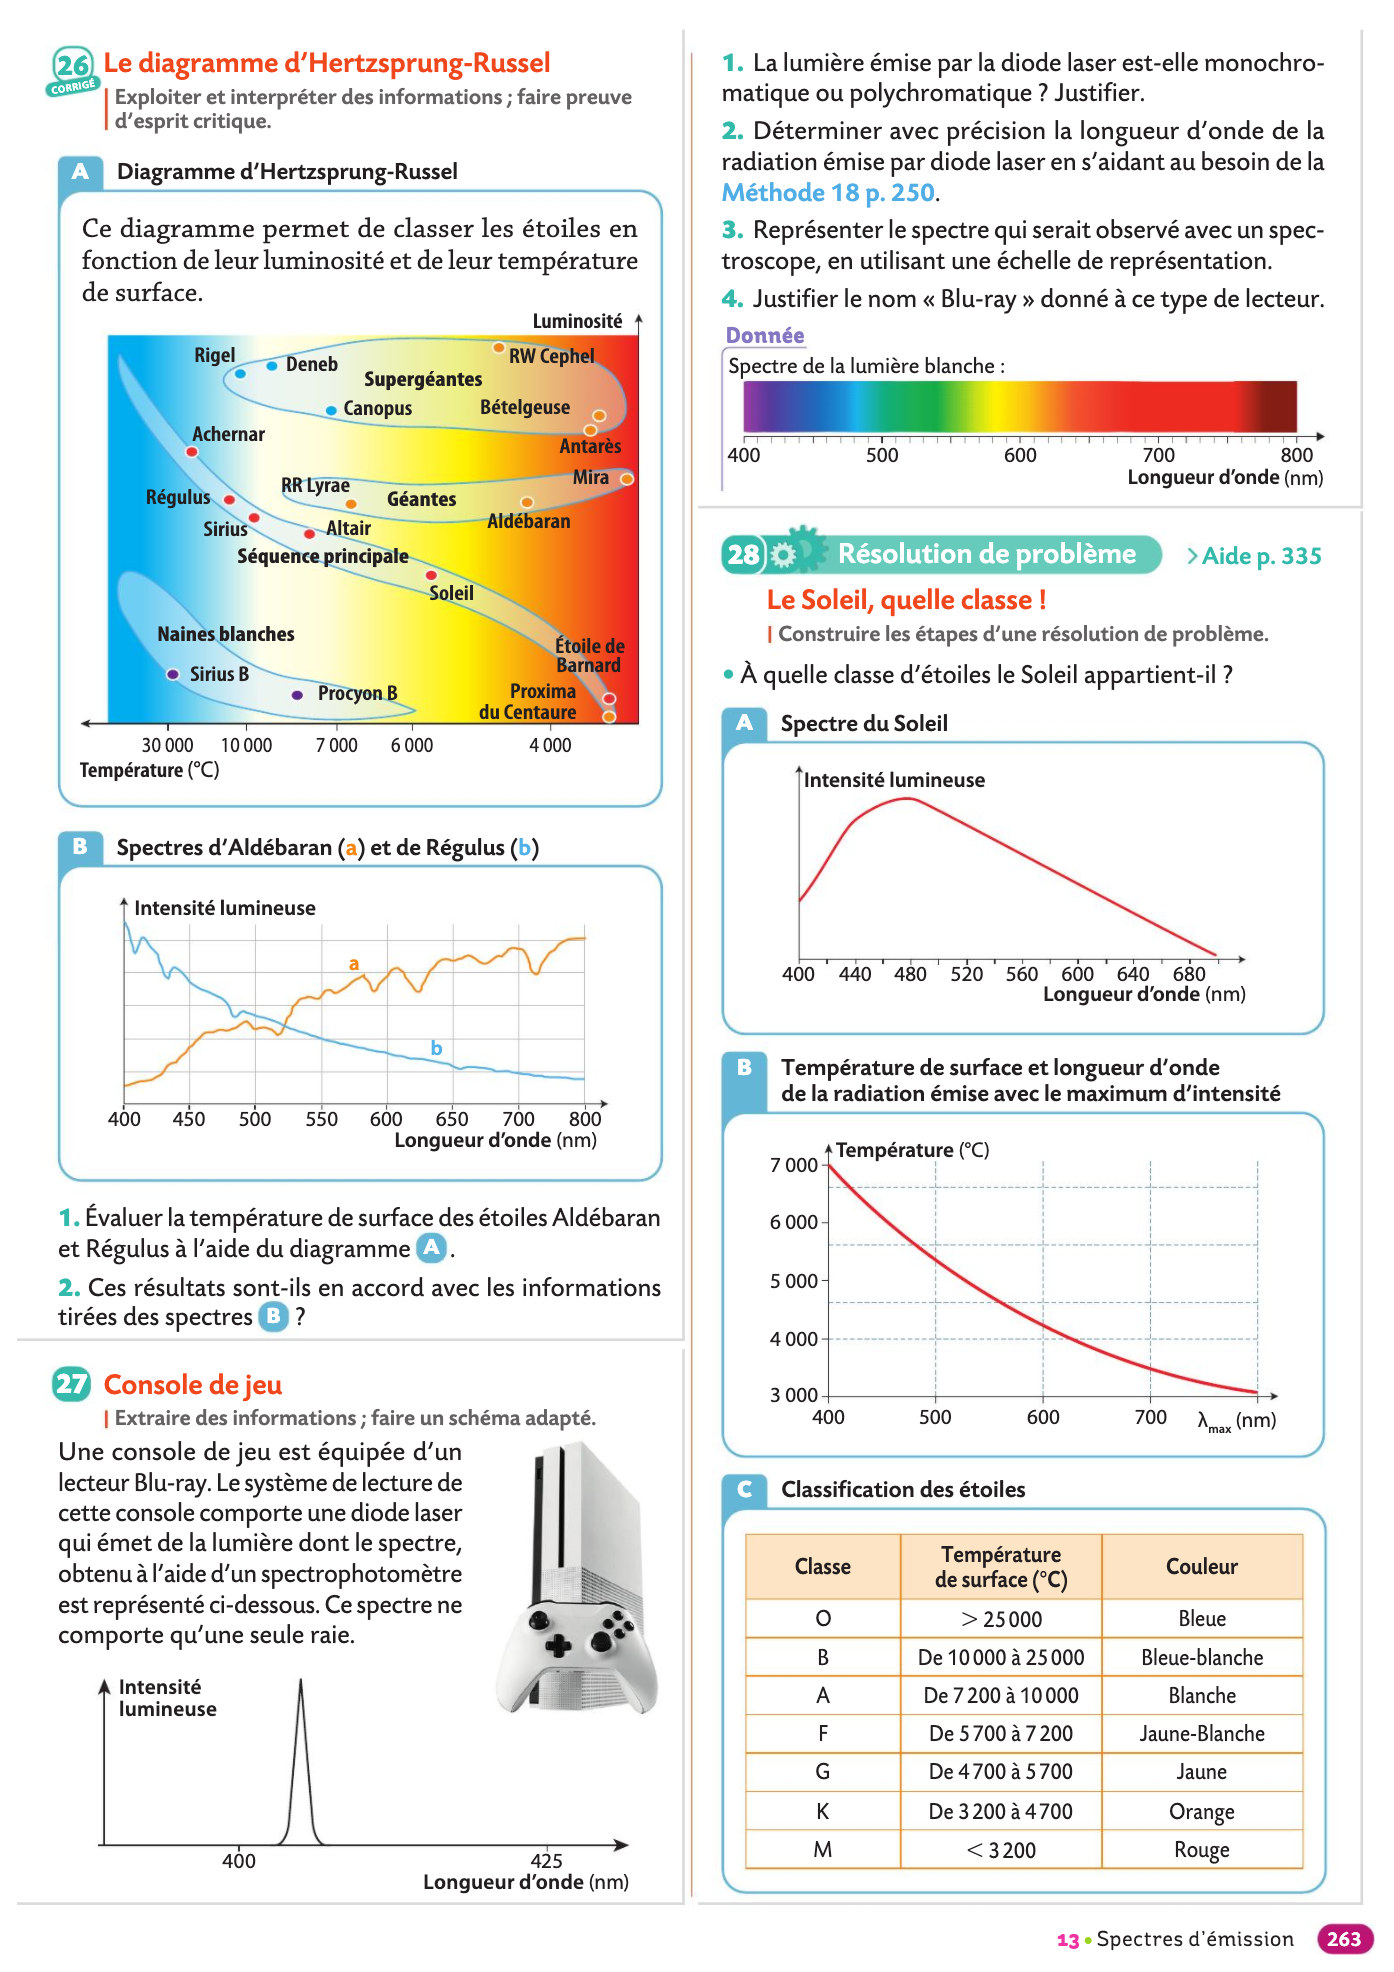 26 Le diagramme d’Hertzsprung-Russel
CORRIGÉ
Exploiter et interpréter des informations ; faire preuve
d’esprit critique.
A Diagramme d’Hertzsprung-Russel
Ce diagramme permet de classer les étoiles en
fonction de leur luminosité et de leur température
de surface.
Luminosité
Rigel
Deneb
RW Cephel
Supergéantes
Canopus
Bételgeuse
Achernar
Antarès
Mira
RR Lyrae
Régulus
Géantes
Sirius
Altair
Aldébaran
Séquence principale
Soleil
Naines blanches
Étoile de
Barnard
Sirius B
Procyon B
Proxima
du Centaure
30 000 10 000 7 000 6 000 4 000
Température (°C)
B Spectres d’Aldébaran (a) et de Régulus (b)
Intensité lumineuse
a
b
400 450 500 550 600 650 700 800
Longueur d’onde (nm)
1. Évaluer la température de surface des étoiles Aldébaran
et Régulus à l’aide du diagramme A .
2. Ces résultats sont-ils en accord avec les informations
tirées des spectres B ?
27 Console de jeu
Extraire des informations ; faire un schéma adapté.
Une console de jeu est équipée d’un
lecteur Blu-ray. Le système de lecture de
cette console comporte une diode laser
qui émet de la lumière dont le spectre,
obtenu à l’aide d’un spectrophotomètre
est représenté ci-dessous. Ce spectre ne
comporte qu’une seule raie.
Intensité
lumineuse
400 425
Longueur d’onde (nm)
1. La lumière émise par la diode laser est-elle monochro-
matique ou polychromatique ? Justifier.
2. Déterminer avec précision la longueur d’onde de la
radiation émise par diode laser en s’aidant au besoin de la
Méthode 18 p. 250.
3. Représenter le spectre qui serait observé avec un spec-
troscope, en utilisant une échelle de représentation.
4. Justifier le nom « Blu-ray » donné à ce type de lecteur.
Donnée
Spectre de la lumière blanche :
400 500 600 700 800
Longueur d’onde (nm)
28 Résolution de problème > Aide p. 335
Le Soleil, quelle classe !
Construire les étapes d’une résolution de problème.
• À quelle classe d’étoiles le Soleil appartient-il ?
A Spectre du Soleil
Intensité lumineuse
400 440 480 520 560 600 640 680
Longueur d’onde (nm)
B Température de surface et longueur d’onde
de la radiation émise avec le maximum d’intensité
Température (°C)
7 000
6 000
5 000
4 000
3 000
400 500 600 700 λmax (nm)
C Classification des étoiles
Classe Température de surface (°C) Couleur
O > 25 000 Bleue
B De 10 000 à 25 000 Bleue-blanche
A De 7 200 à 10 000 Blanche
F De 5 700 à 7 200 Jaune-Blanche
G De 4 700 à 5 700 Jaune
K De 3 200 à 4 700 Orange
M < 3 200 Rouge
13 • Spectres d’émission 263